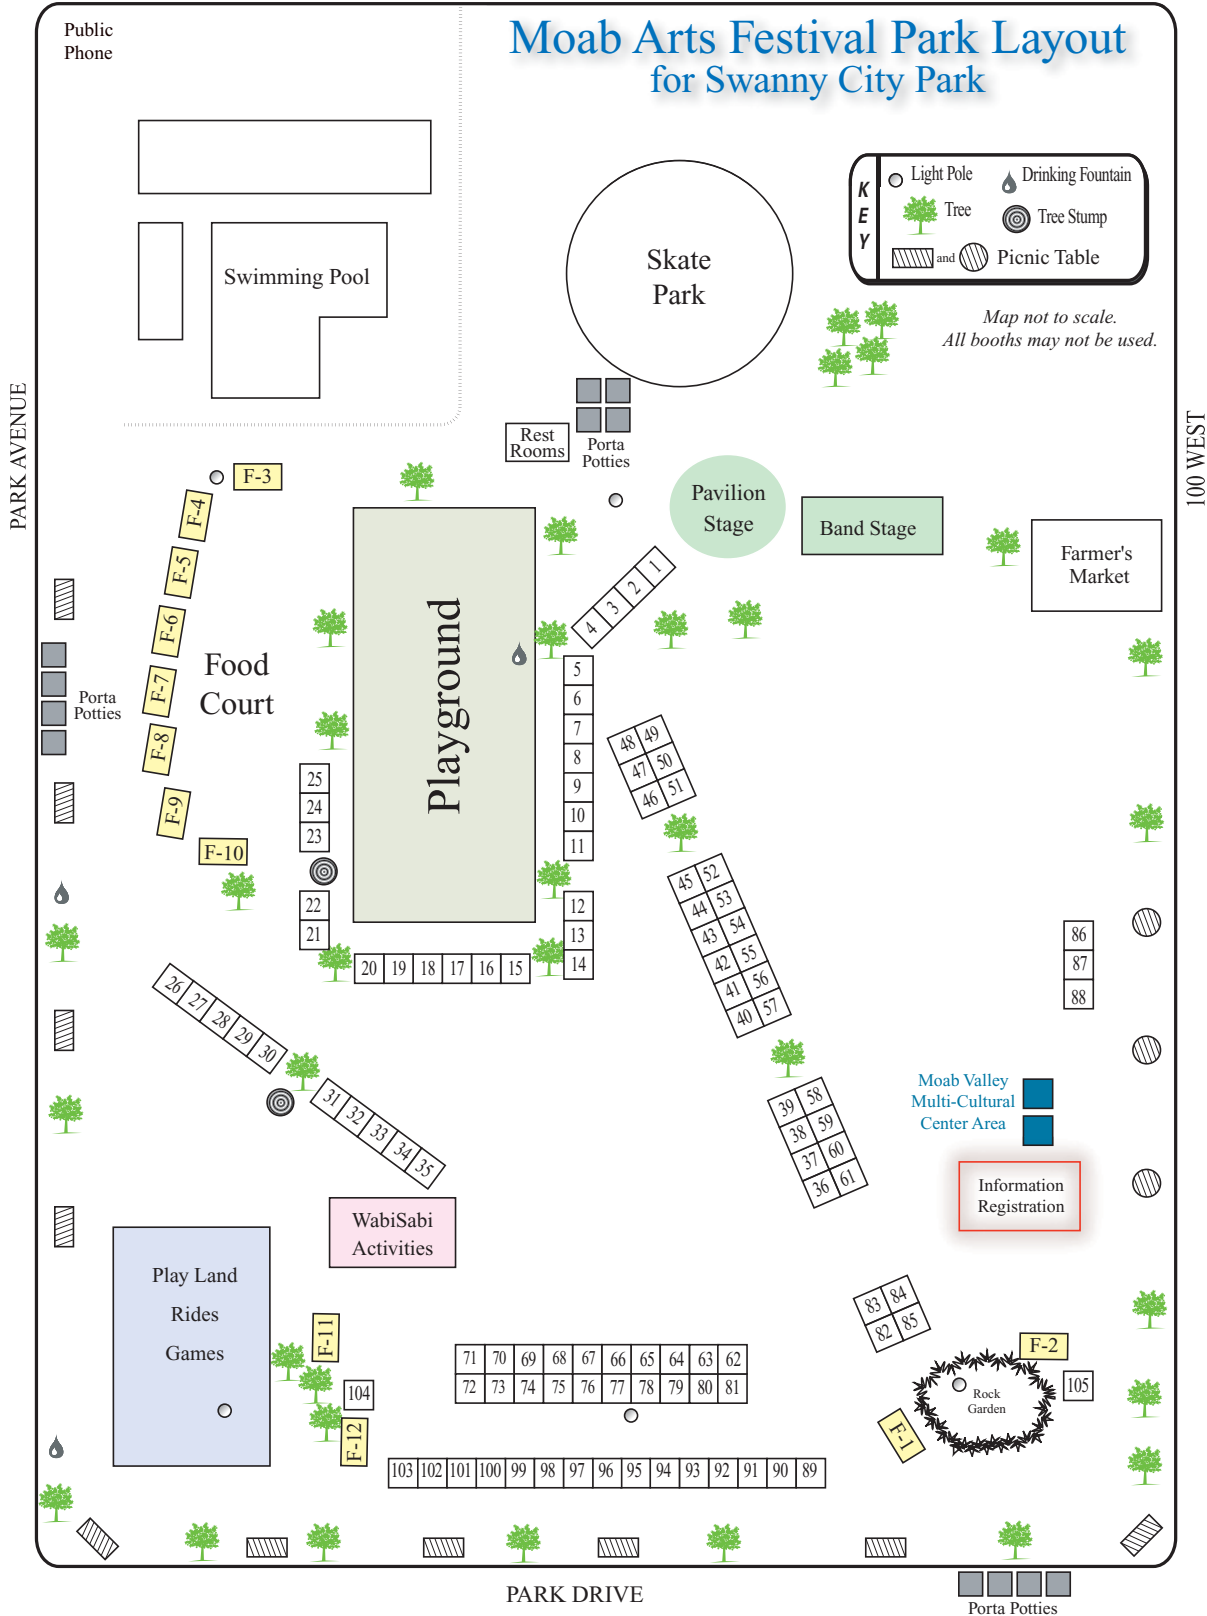 Public
Phone
Moab Arts Festival Park Layout
for Swanny City Park
KEY
Light Pole
Drinking Fountain
Tree
Tree Stump
and
Picnic Table
Map not to scale.
All booths may not be used.
Swimming Pool
Skate
Park
PARK AVENUE
100 WEST
Rest
Rooms
Porta
Potties
Pavilion
Stage
Band Stage
Farmer's
Market
F-3
F-4
F-5
F-6
F-7
F-8
F-9
F-10
Food
Court
Porta
Potties
Playground
1
2
3
4
5
6
7
8
9
10
11
12
13
14
25
24
23
22
21
20 19 18 17 16 15
48 49
47 50
46 51
45 52
44 53
43 54
42 55
41 56
40 57
39 58
38 59
37 60
36 61
86
87
88
26 27 28 29 30
31 32 33 34 35
Moab Valley
Multi-Cultural
Center Area
Information
Registration
WabiSabi
Activities
Play Land
Rides
Games
F-11
104
F-12
83 84
82 85
F-2
105
Rock
Garden
F-1
71 70 69 68 67 66 65 64 63 62
72 73 74 75 76 77 78 79 80 81
103 102 101 100 99 98 97 96 95 94 93 92 91 90 89
PARK DRIVE
Porta Potties